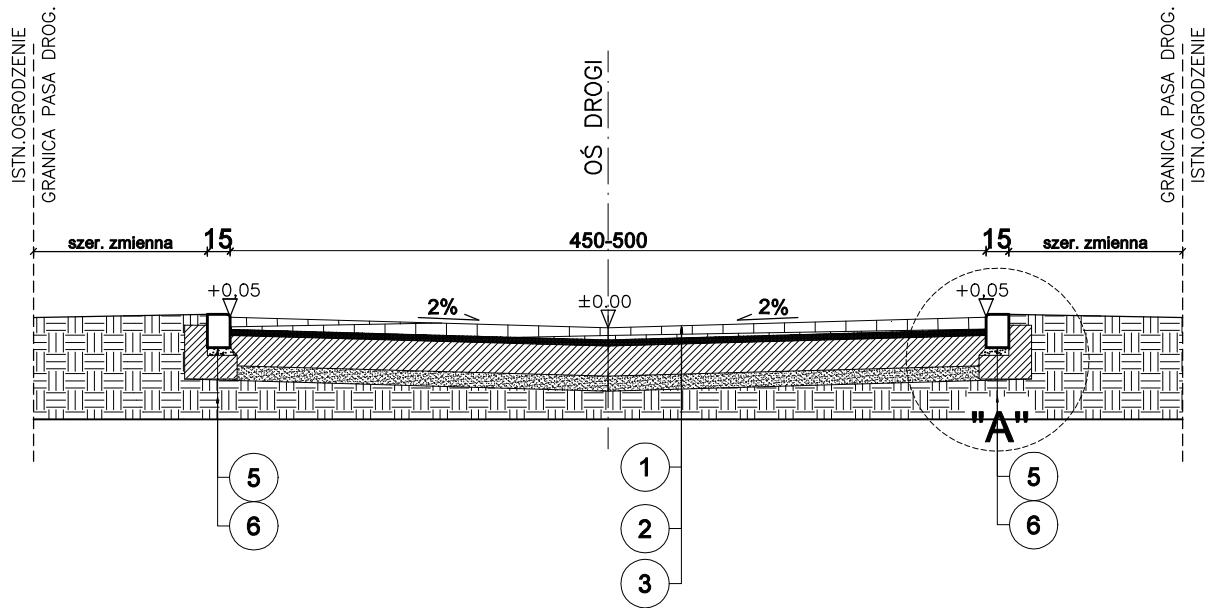 ISTN.OGRODZENIE
GRANICA PASA DROG.
OŚ DROGI
GRANICA PASA DROG.
ISTN.OGRODZENIE
szer. zmienna
15
450-500
15
szer. zmienna
+0,05
2%
±0.00
2%
+0,05
"A"
1
5
5
2
6
6
3